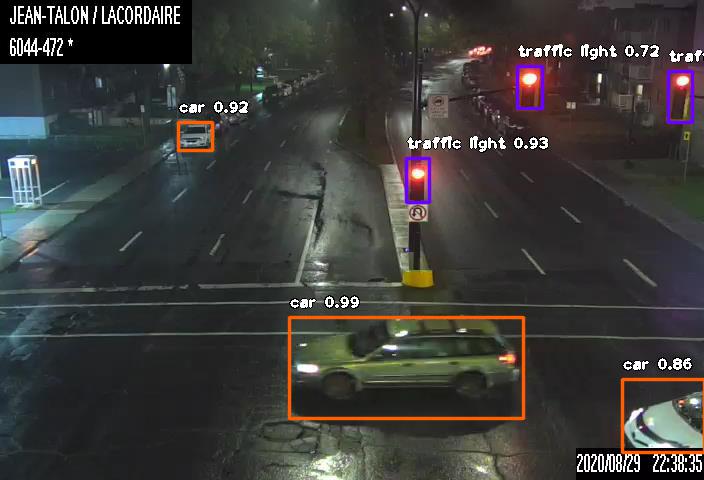 JEAN-TALON / LACORDAIRE
6044-472 *
traffic light 0.72
traf
car 0.92
traffic light 0.93
car 0.99
car 0.86
2020/08/29 22:38:35